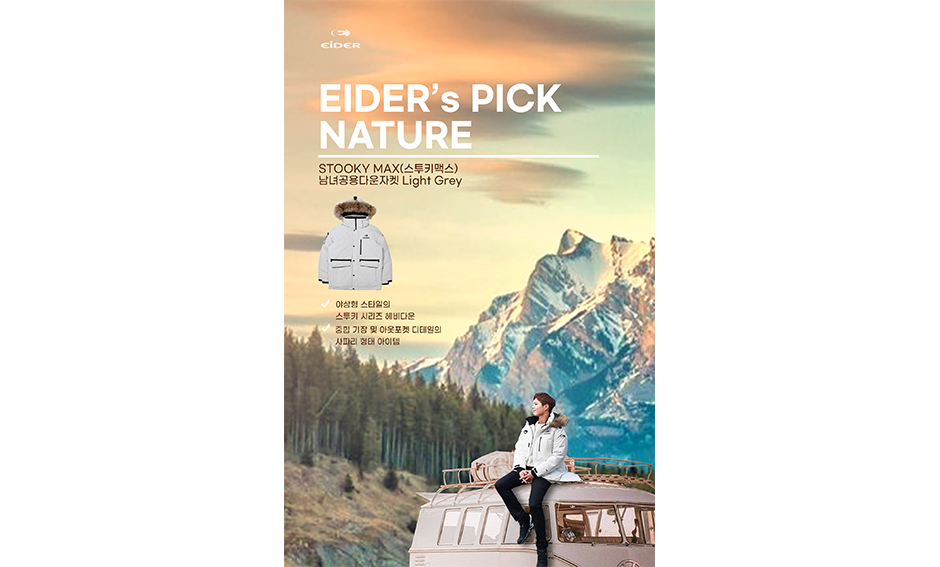 EIDER
EIDER's PICK
NATURE
STOOKY MAX(스투키맥스)
남녀공용다운자켓 Light Grey
야상형 스타일의
스투키 시리즈 헤비다운
중힙 기장 및 아웃포켓 디테일의
사파리 형태 아이템